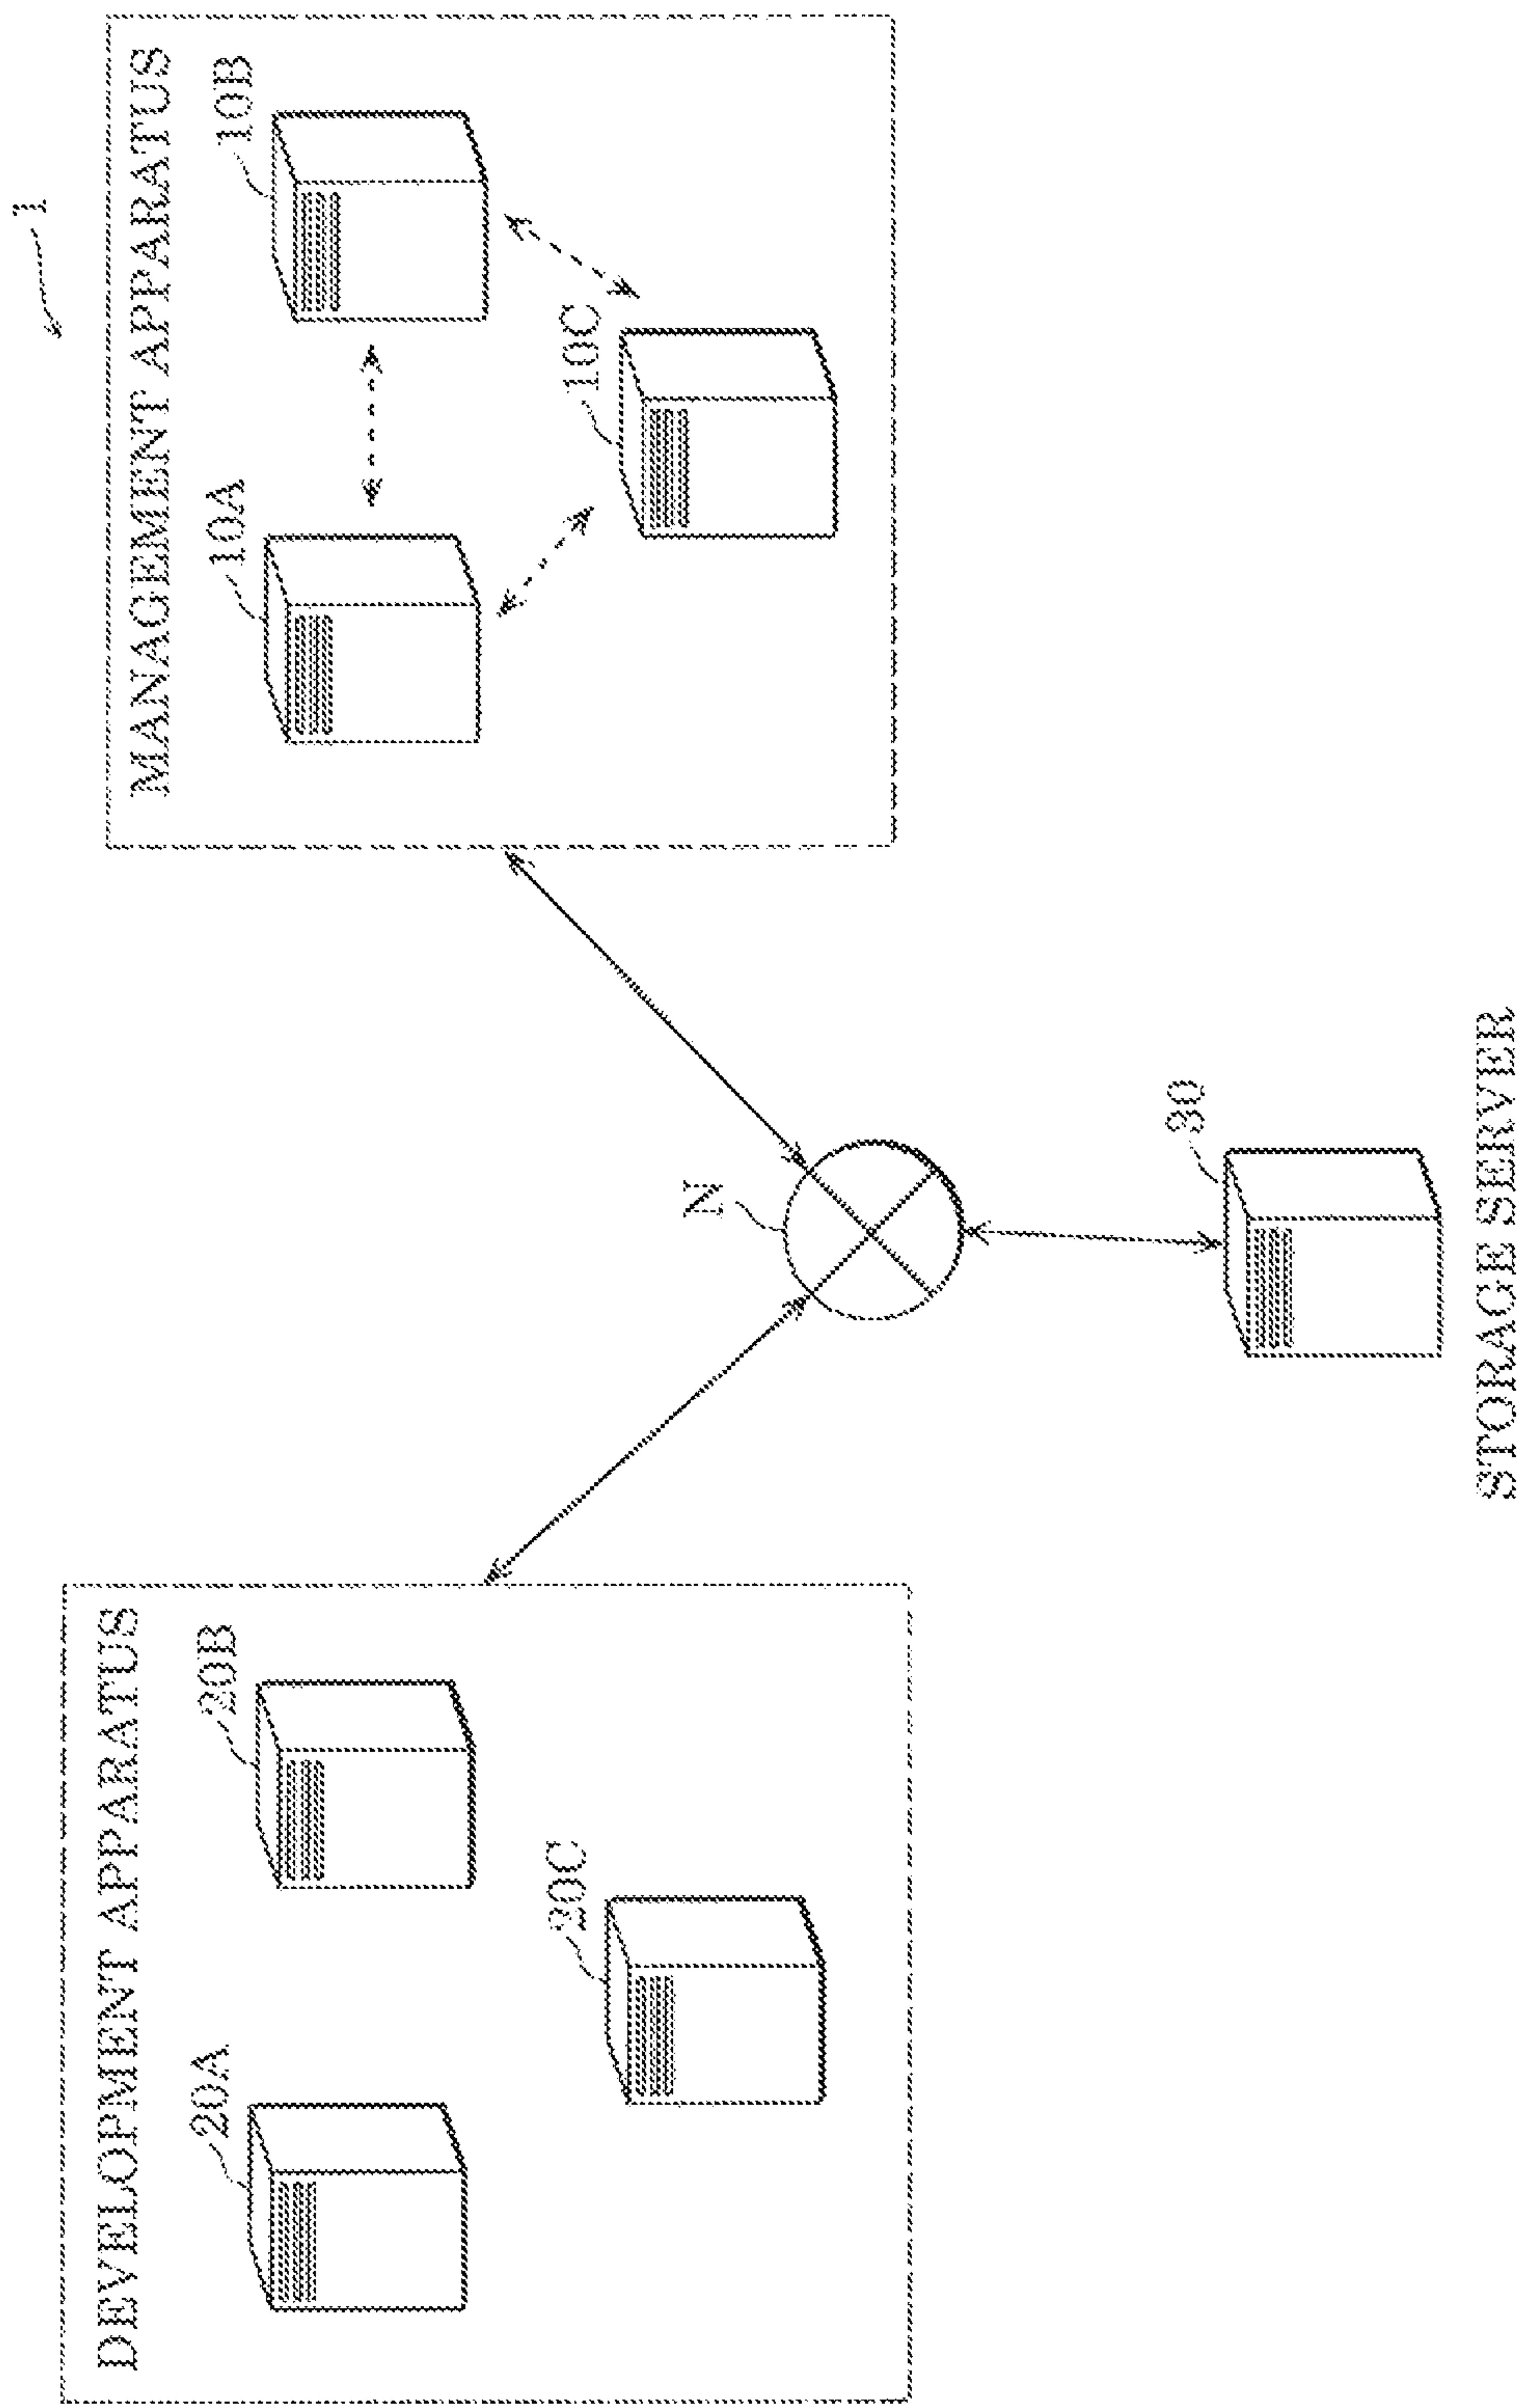 1
DEVELOPMENT APPARATUS
20A
20B
20C
MANAGEMENT APPARATUS
10A
10B
10C
N
30
STORAGE SERVER